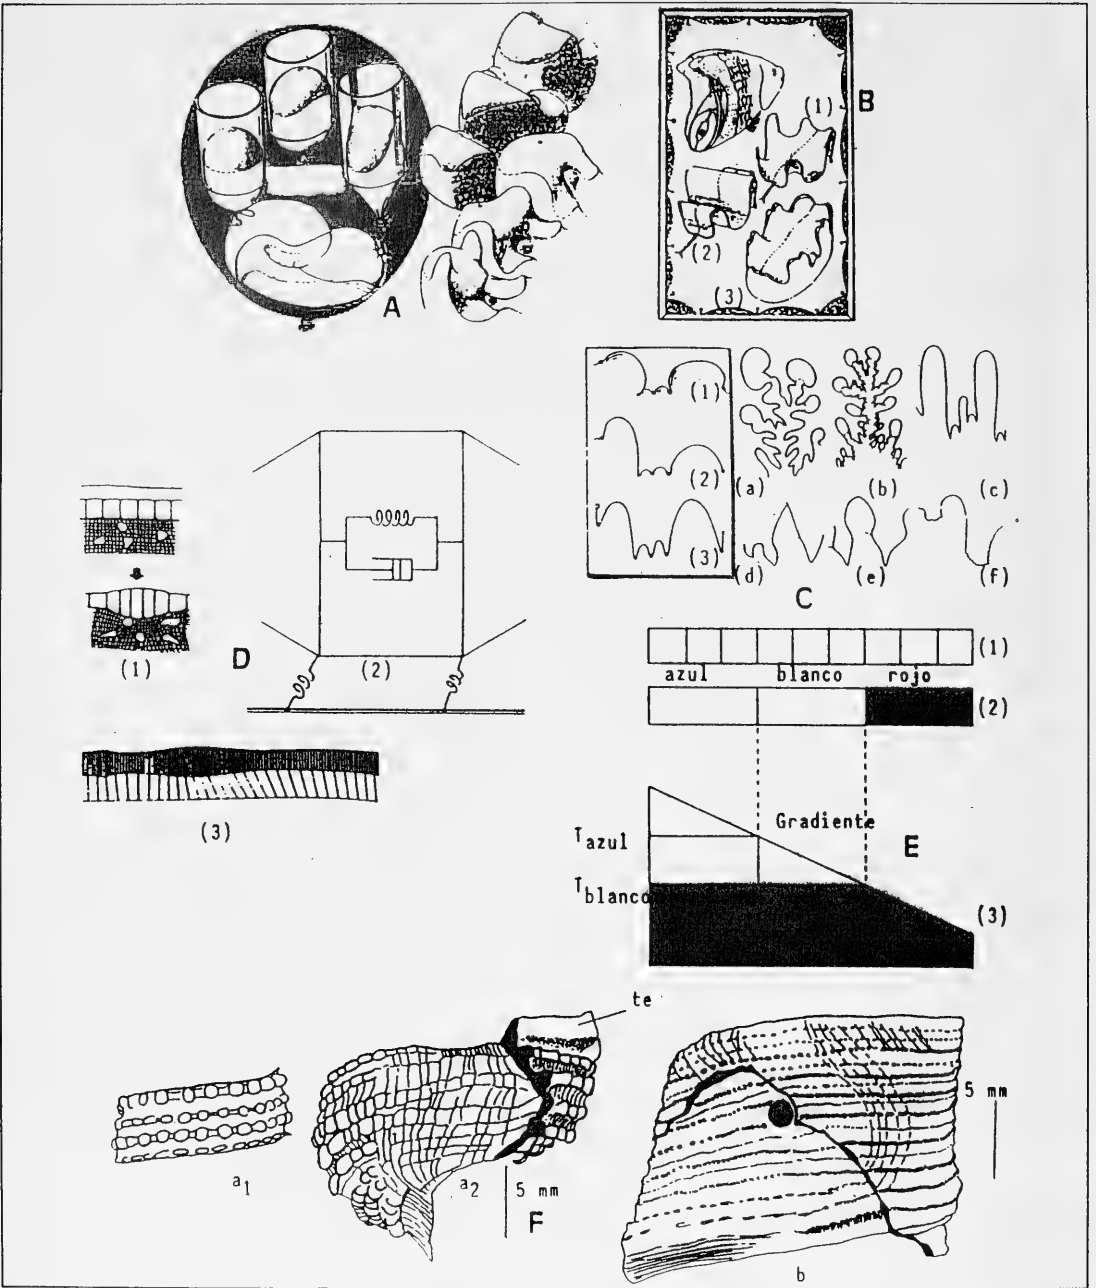 A
B
(1)
(2)
(3)
(1)
(2)
(3)
(a)
(b)
(c)
(d)
(e)
(f)
C
(1)
D
(2)
(3)
(1)
azul blanco rojo
(2)
Gradiente
E
T azul
T blanco
(3)
te
5 mm
a1
a2
5 mm
F
b